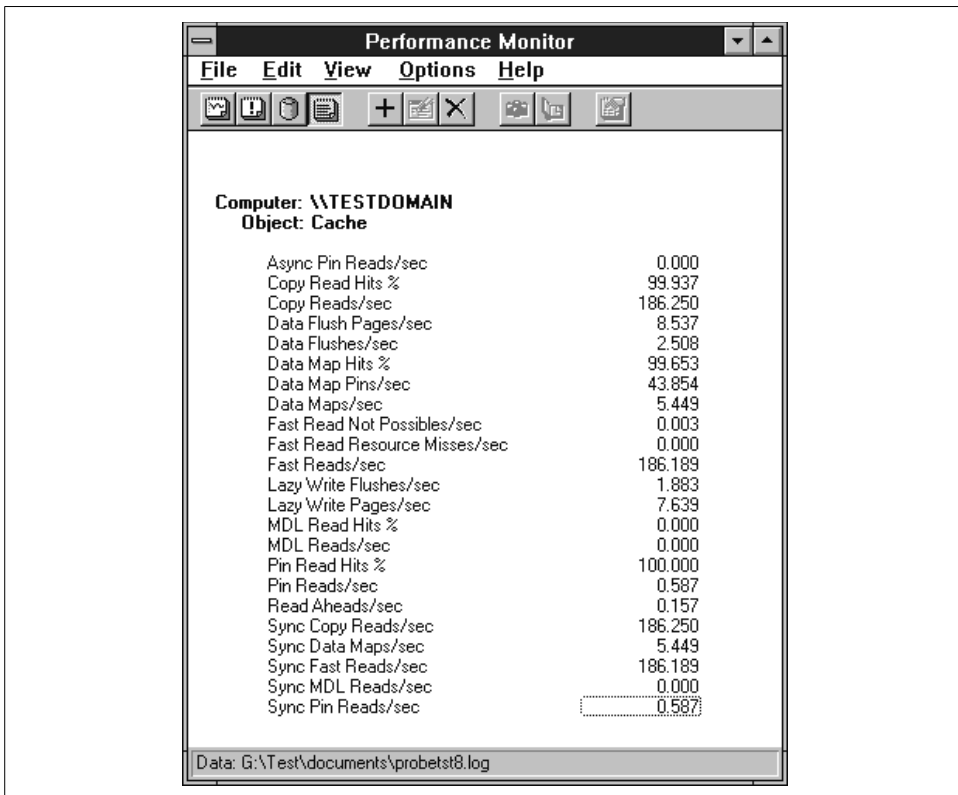 Performance Monitor
File Edit View Options Help
Computer: \\TESTDOMAIN
Object: Cache
Async Pin Reads/sec 0.000
Copy Read Hits % 99.937
Copy Reads/sec 186.250
Data Flush Pages/sec 8.537
Data Flushes/sec 2.508
Data Map Hits % 99.653
Data Map Pins/sec 43.854
Data Maps/sec 5.449
Fast Read Not Possibles/sec 0.003
Fast Read Resource Misses/sec 0.000
Fast Reads/sec 186.189
Lazy Write Flushes/sec 1.883
Lazy Write Pages/sec 7.639
MDL Read Hits % 0.000
MDL Reads/sec 0.000
Pin Read Hits % 100.000
Pin Reads/sec 0.587
Read Aheads/sec 0.157
Sync Copy Reads/sec 186.250
Sync Data Maps/sec 5.449
Sync Fast Reads/sec 186.189
Sync MDL Reads/sec 0.000
Sync Pin Reads/sec 0.587
Data: G:\Test\documents\probetst8.log